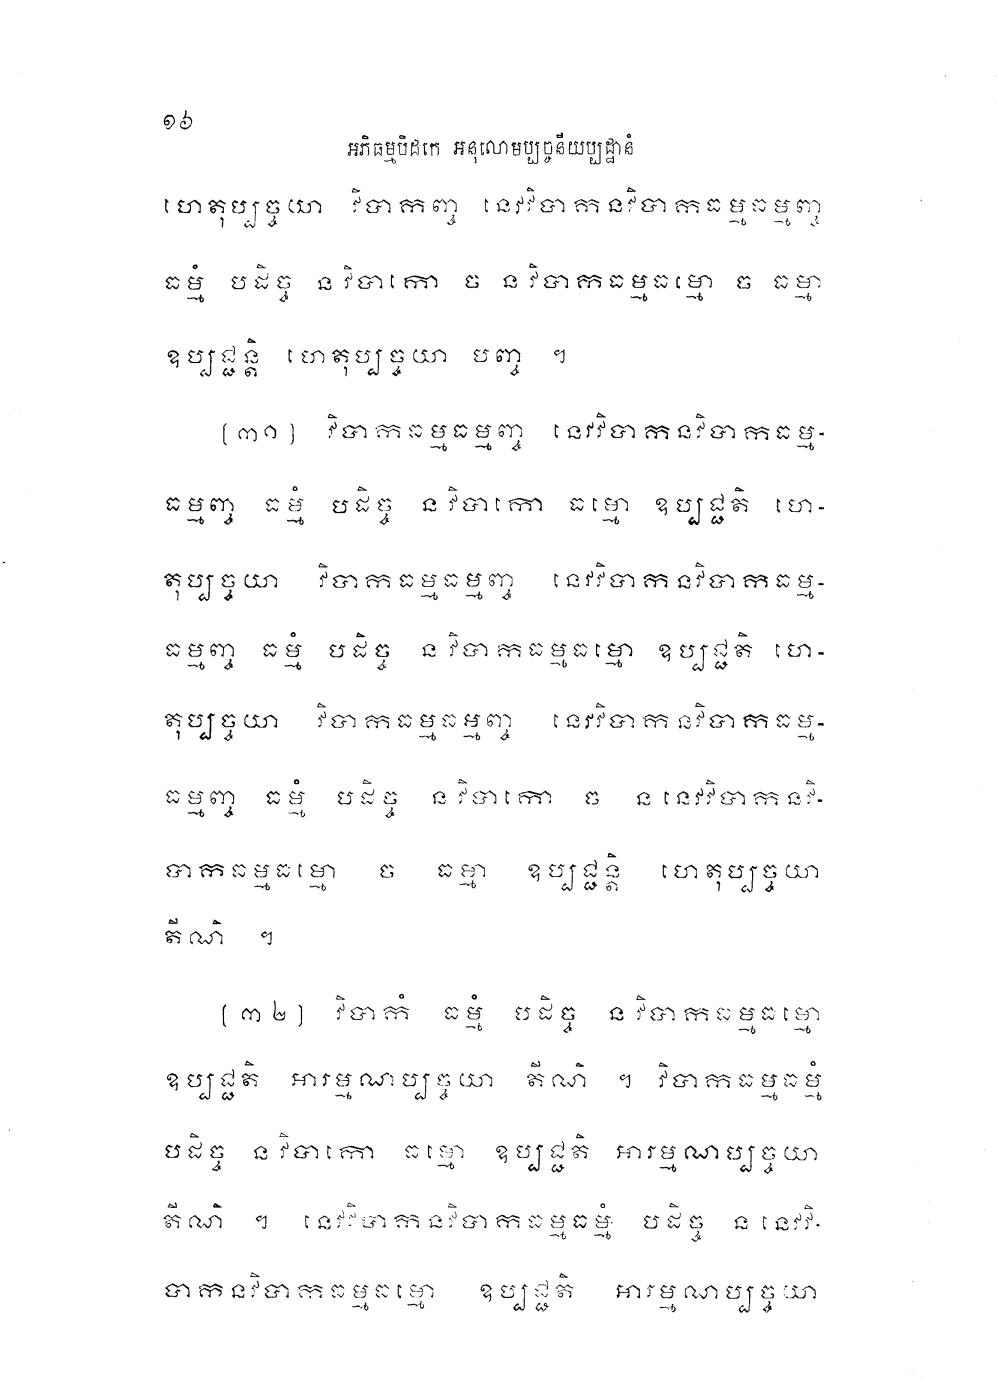 ១៦
អភិធម្មបិដកេ អនុលោមប្បច្ចនីយប្បដ្ឋានំ
ហេតុប្បច្ចយា វិបាកញ្ច នេវវិបាកនវិបាកធម្មធម្មញ្ច
ធម្មំ បដិច្ច ន វិបាកោ ច ន វិបាកធម្មធម្មោ ច ធម្មា
ឧប្បជ្ជន្តិ ហេតុប្បច្ចយា បញ្ច ។
(៣១) វិបាកធម្មធម្មញ្ច នេវវិបាកនវិបាកធម្ម-
ធម្មញ្ច ធម្មំ បដិច្ច ន វិបាកោ ធម្មោ ឧប្បជ្ជតិ ហេ-
តុប្បច្ចយា វិបាកធម្មធម្មញ្ច នេវវិបាកនវិបាកធម្ម-
ធម្មញ្ច ធម្មំ បដិច្ច ន វិបាកធម្មធម្មោ ឧប្បជ្ជតិ ហេ-
តុប្បច្ចយា វិបាកធម្មធម្មញ្ច នេវវិបាកនវិបាកធម្ម-
ធម្មញ្ច ធម្មំ បដិច្ច ន វិបាកោ ច ន នេវវិបាកនវិ-
បាកធម្មធម្មោ ច ធម្មា ឧប្បជ្ជន្តិ ហេតុប្បច្ចយា
តីណិ ។
(៣២) វិបាកំ ធម្មំ បដិច្ច ន វិបាកធម្មធម្មោ
ឧប្បជ្ជតិ អារម្មណប្បច្ចយា តីណិ ។ វិបាកធម្មធម្មំ
បដិច្ច ន វិបាកោ ធម្មោ ឧប្បជ្ជតិ អារម្មណប្បច្ចយា
តីណិ ។ នេវវិបាកនវិបាកធម្មធម្មំ បដិច្ច ន នេវវិ-
បាកនវិបាកធម្មធម្មោ ឧប្បជ្ជតិ អារម្មណប្បច្ចយា